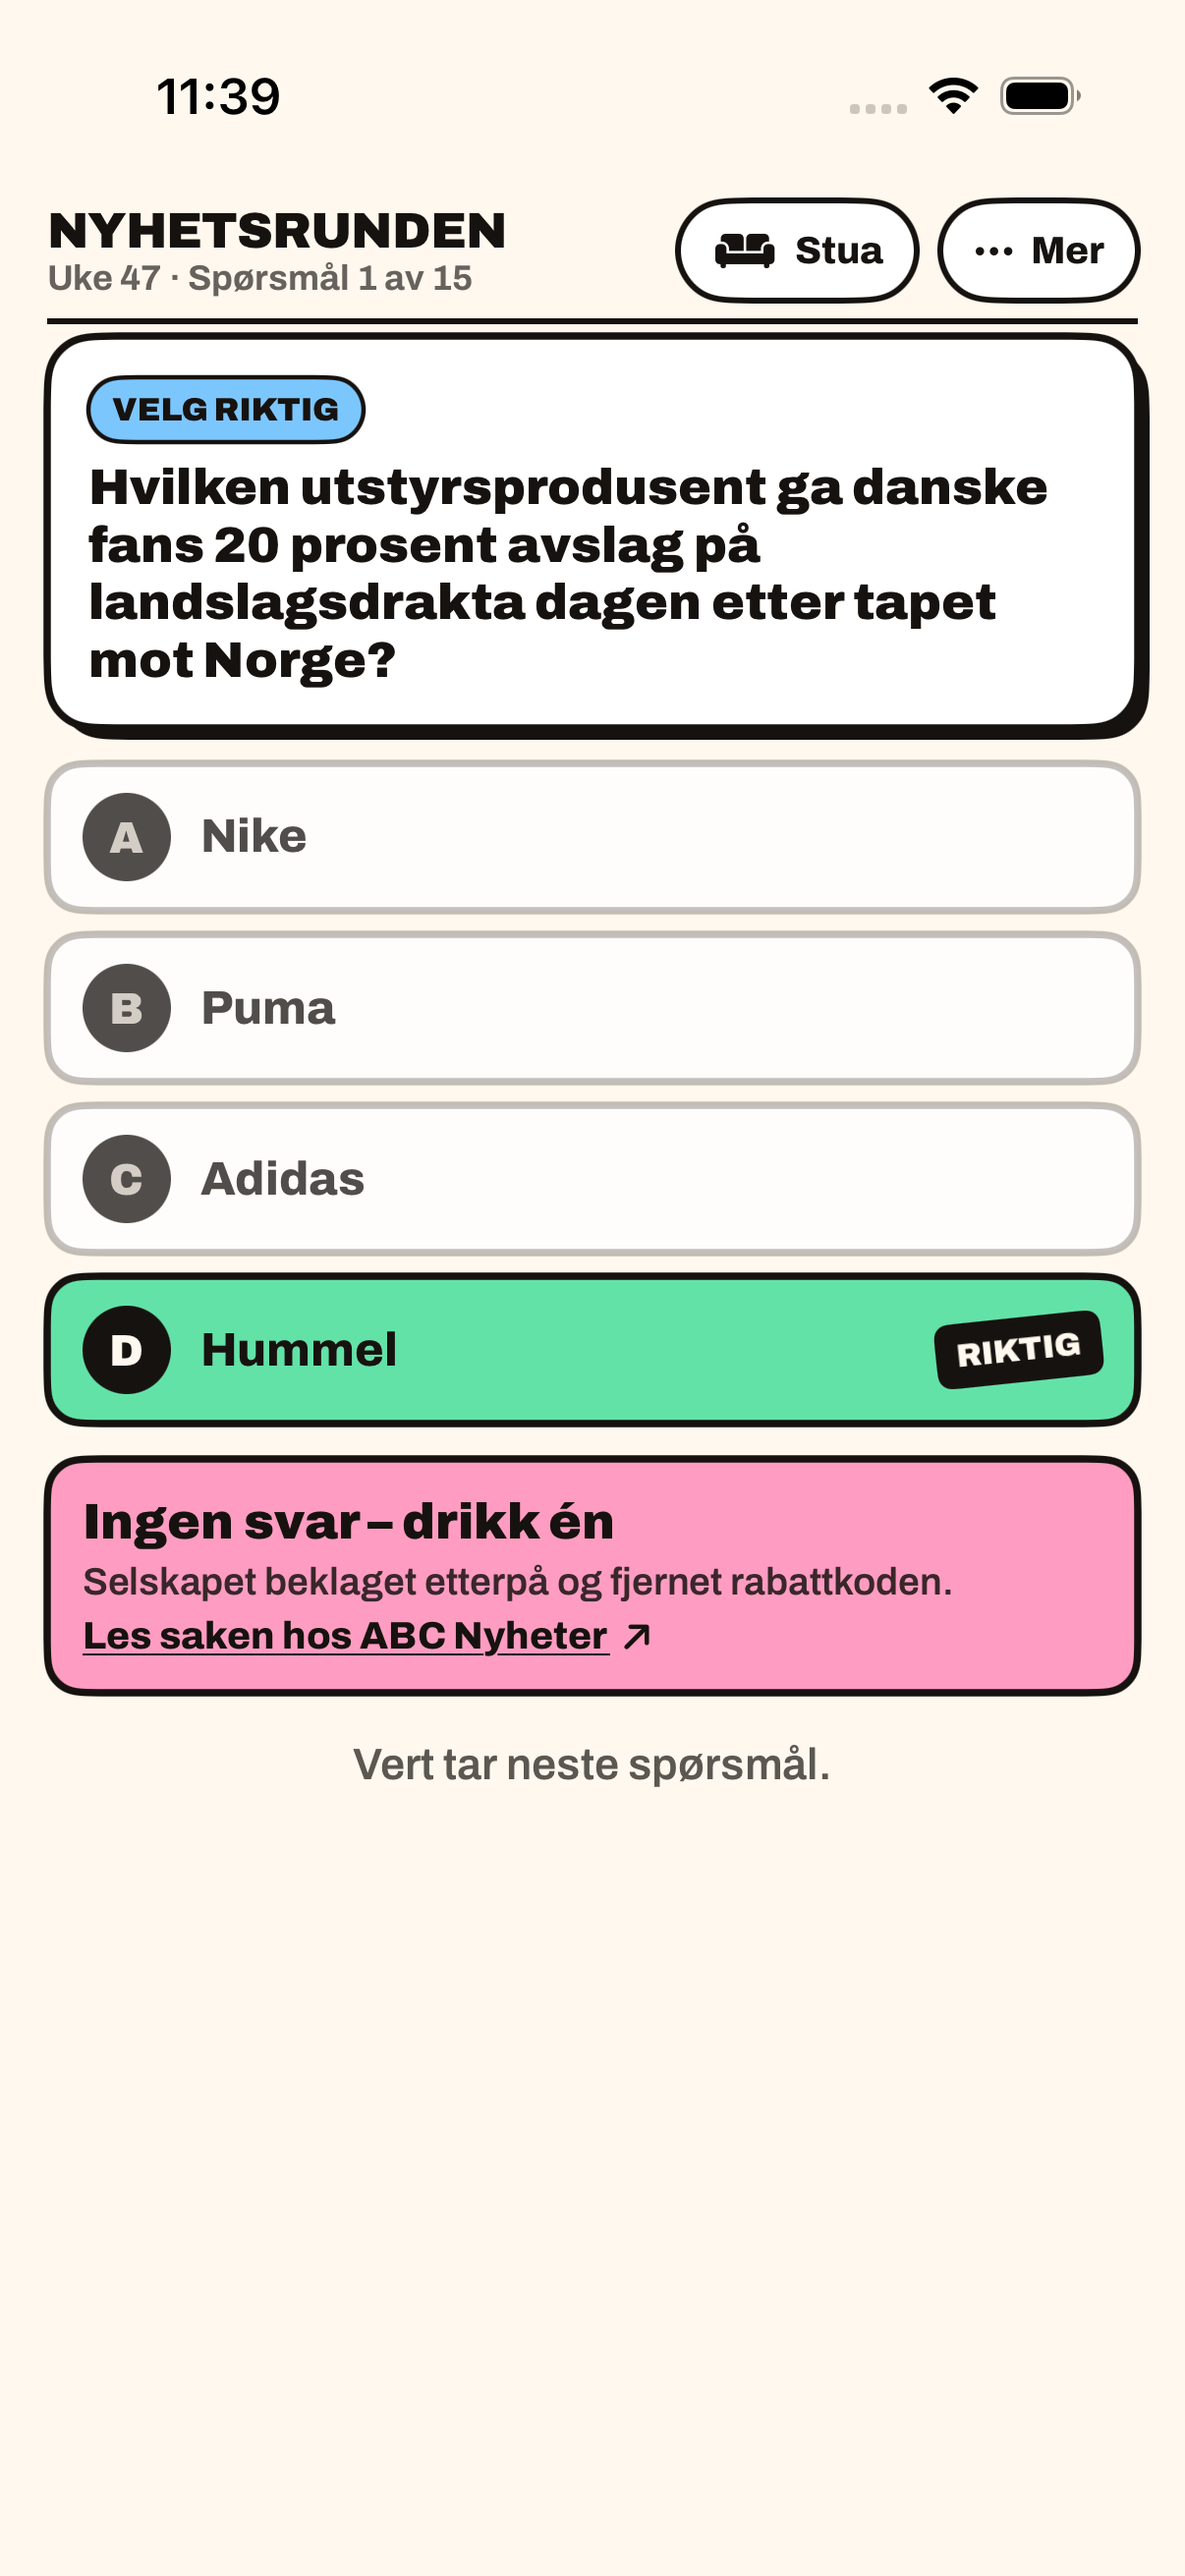 11:39
NYHETSRUNDEN
Uke 47 · Spørsmål 1 av 15
Stua
Mer
VELG RIKTIG
Hvilken utstyrsprodusent ga danske
fans 20 prosent avslag på
landslagsdrakta dagen etter tapet
mot Norge?
A Nike
B Puma
C Adidas
D Hummel
RIKTIG
Ingen svar – drikk én
Selskapet beklaget etterpå og fjernet rabattkoden.
Les saken hos ABC Nyheter
Vert tar neste spørsmål.